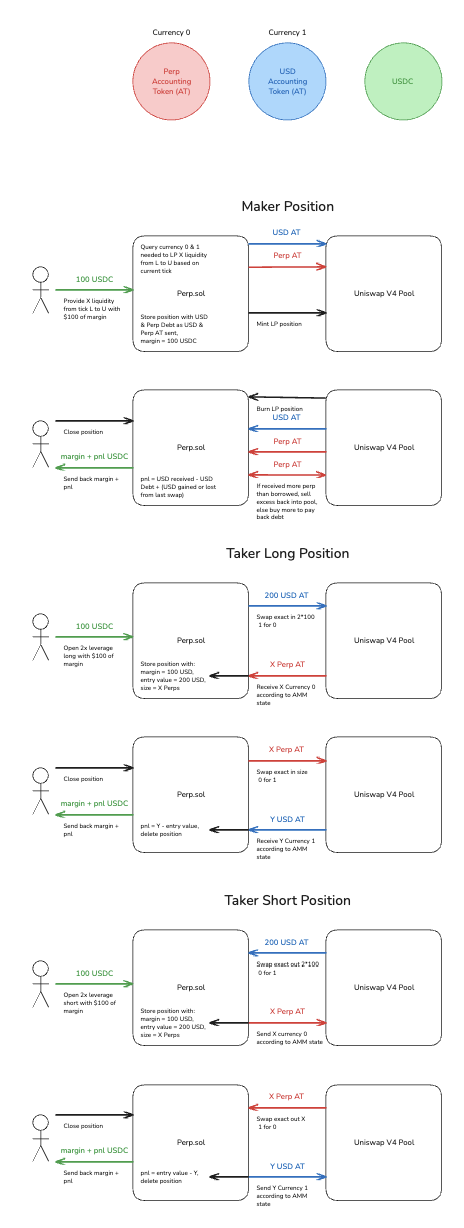 Currency 0
Currency 1
Perp
Accounting
Token (AT)
USD
Accounting
Token (AT)
USDC
Maker Position
100 USDC
Provide X liquidity
from tick L to U with
$100 of margin
Query currency 0 & 1
needed to LP X liquidity
from L to U based on
current tick
Perp.sol
Store position with USD
& Perp Debt as USD &
Perp AT sent,
margin = 100 USDC
USD AT
Perp AT
Mint LP position
Uniswap V4 Pool
Close position
margin + pnl USDC
Send back margin +
pnl
Perp.sol
pnl = USD received - USD
Debt + (USD gained or lost
from last swap)
Burn LP position
USD AT
Perp AT
Perp AT
If received more perp
than borrowed, sell
excess back into pool,
else buy more to pay
back debt
Uniswap V4 Pool
Taker Long Position
100 USDC
Open 2x leverage
long with $100 of
margin
Perp.sol
Store position with:
margin = 100 USD,
entry value = 200 USD,
size = X Perps
200 USD AT
Swap exact in 2*100
1 for 0
X Perp AT
Receive X Currency 0
according to AMM
state
Uniswap V4 Pool
Close position
margin + pnl USDC
Send back margin +
pnl
Perp.sol
pnl = Y - entry value,
delete position
X Perp AT
Swap exact in size
0 for 1
Y USD AT
Receive Y Currency 1
according to AMM
state
Uniswap V4 Pool
Taker Short Position
100 USDC
Open 2x leverage
short with $100 of
margin
Perp.sol
Store position with:
margin = 100 USD,
entry value = 200 USD,
size = X Perps
200 USD AT
Swap exact out 2*100
0 for 1
X Perp AT
Send X currency 0
according to AMM state
Uniswap V4 Pool
Close position
margin + pnl USDC
Send back margin +
pnl
Perp.sol
pnl = entry value - Y,
delete position
X Perp AT
Swap exact out X
1 for 0
Y USD AT
Send Y Currency 1
according to AMM
state
Uniswap V4 Pool